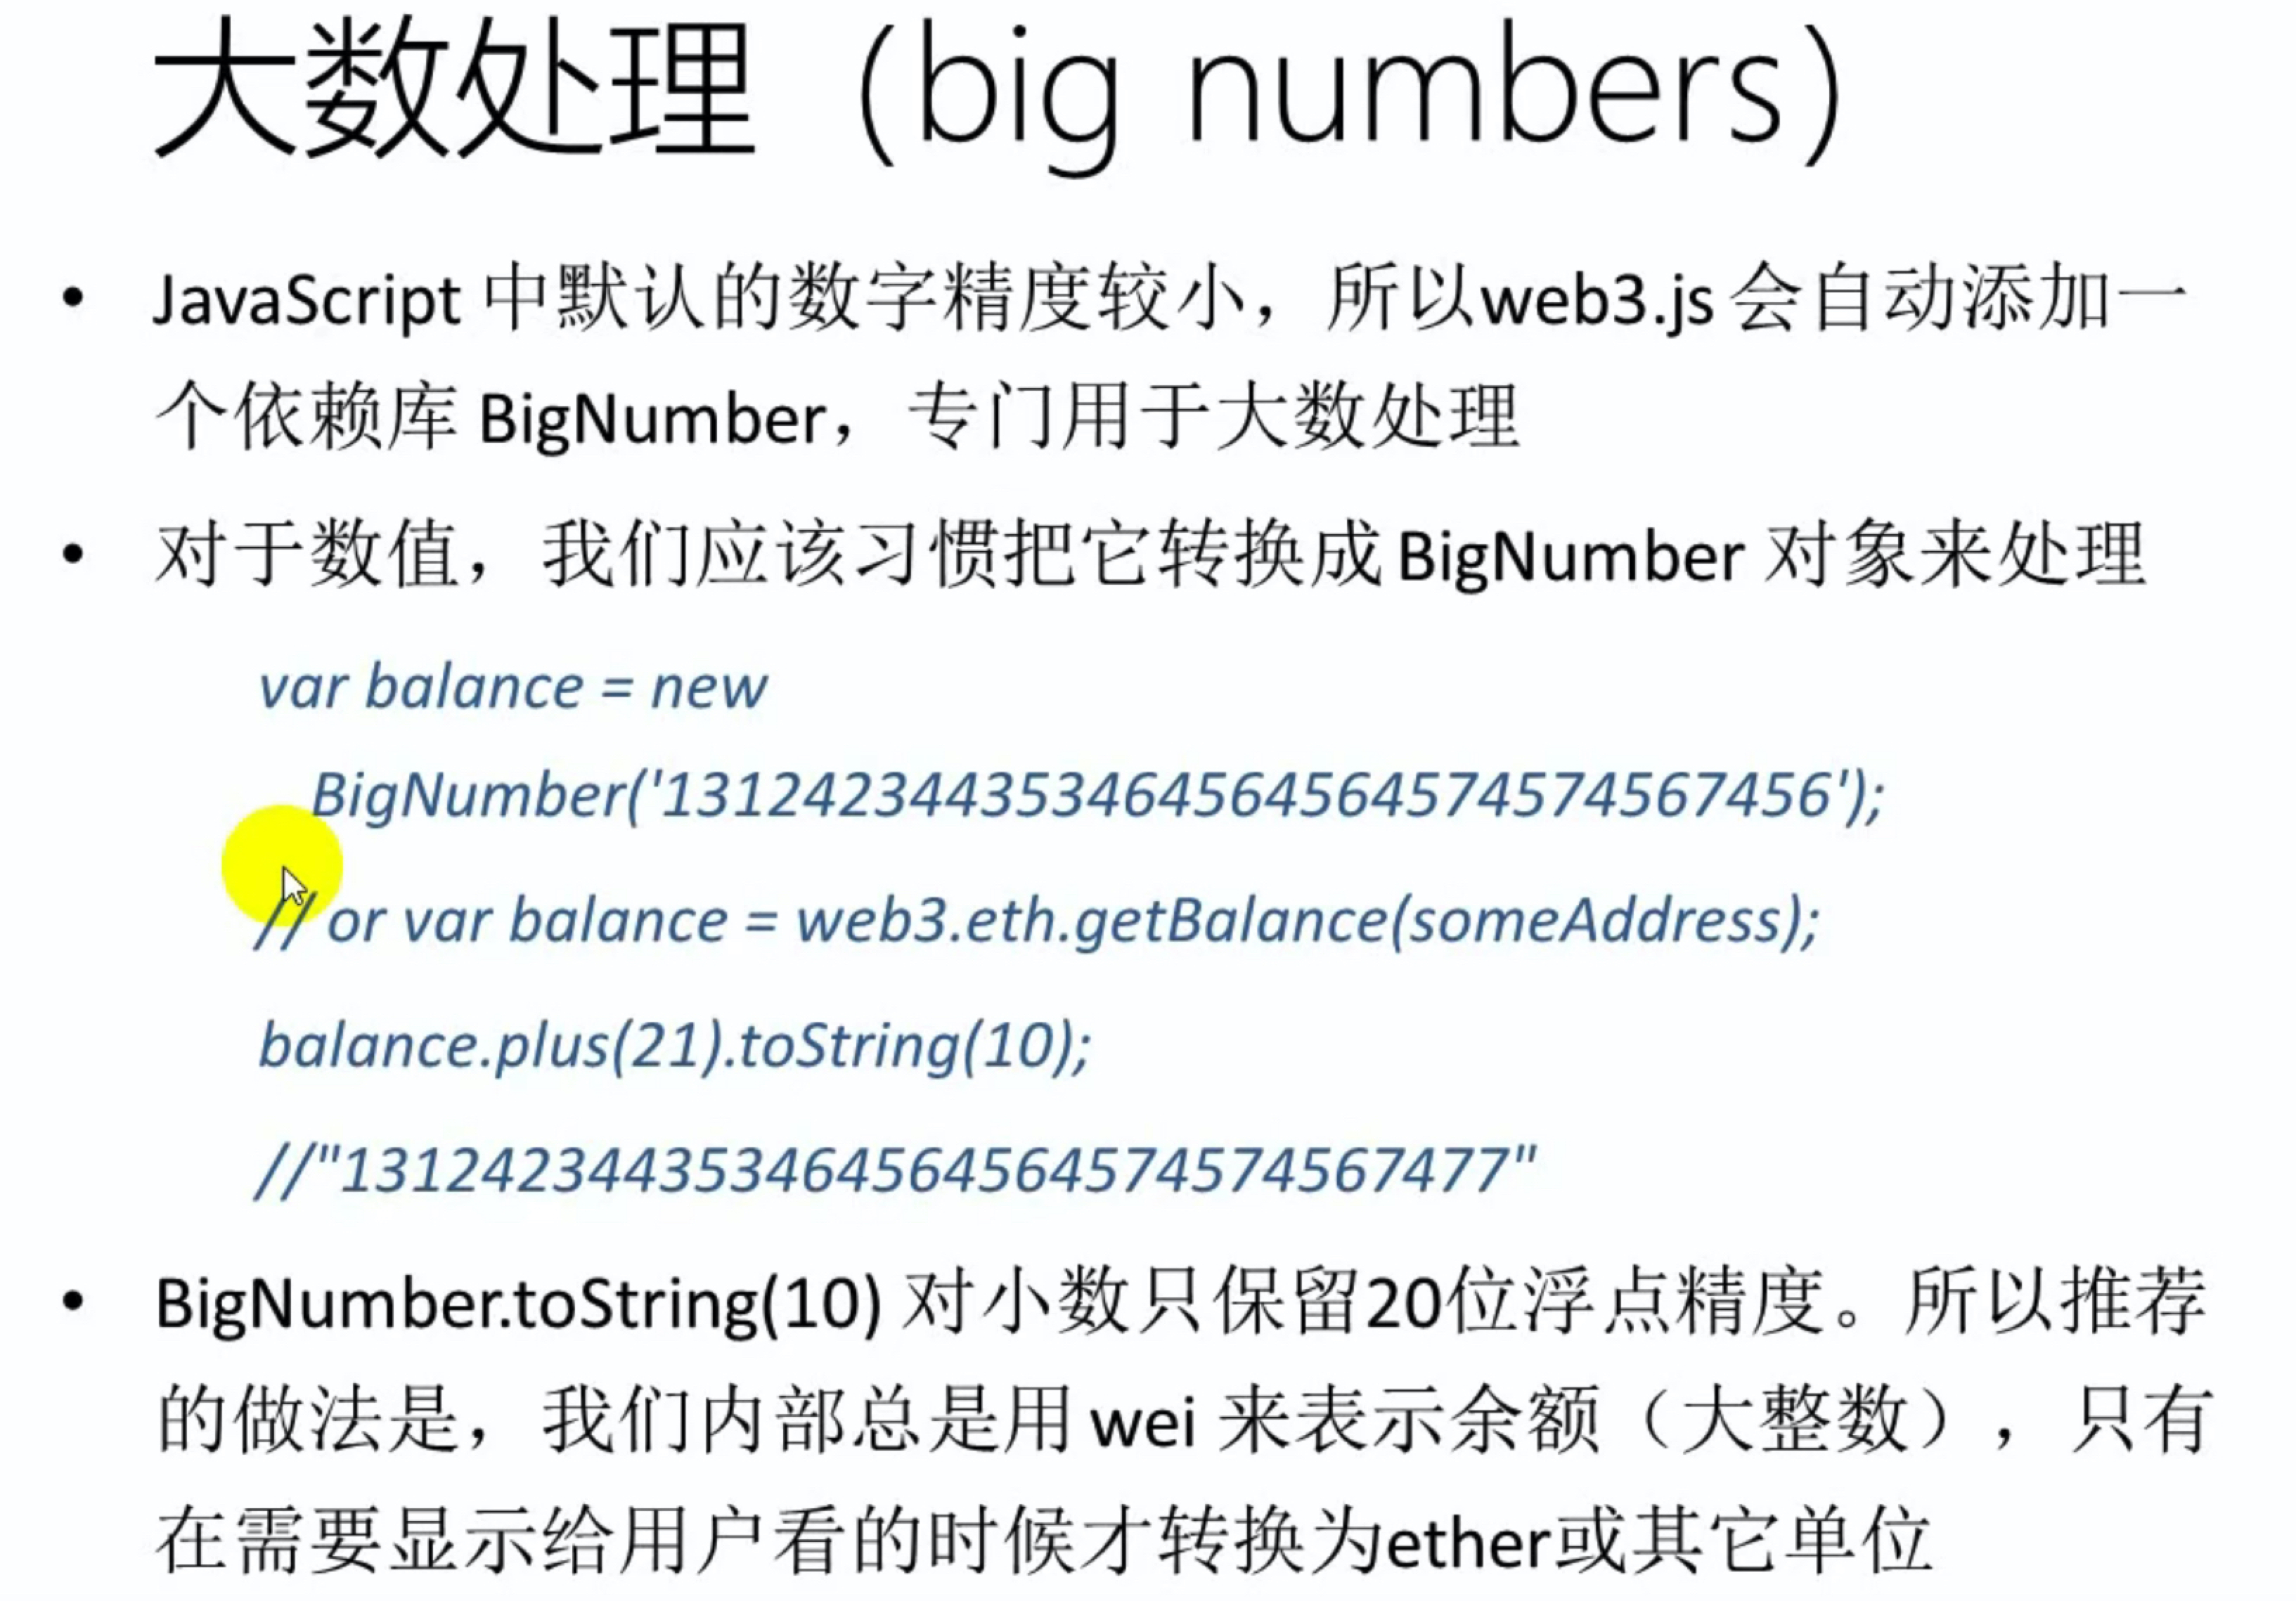 大数处理（big numbers）
• JavaScript 中默认的数字精度较小，所以web3.js 会自动添加一
个依赖库 BigNumber，专门用于大数处理
• 对于数值，我们应该习惯把它转换成 BigNumber 对象来处理
var balance = new
BigNumber('131242344353464564564574574567456');
// or var balance = web3.eth.getBalance(someAddress);
balance.plus(21).toString(10);
//"131242344353464564564574574567477"
• BigNumber.toString(10) 对小数只保留20位浮点精度。所以推荐
的做法是，我们内部总是用 wei 来表示余额（大整数），只有
在需要显示给用户看的时候才转换为ether或其它单位